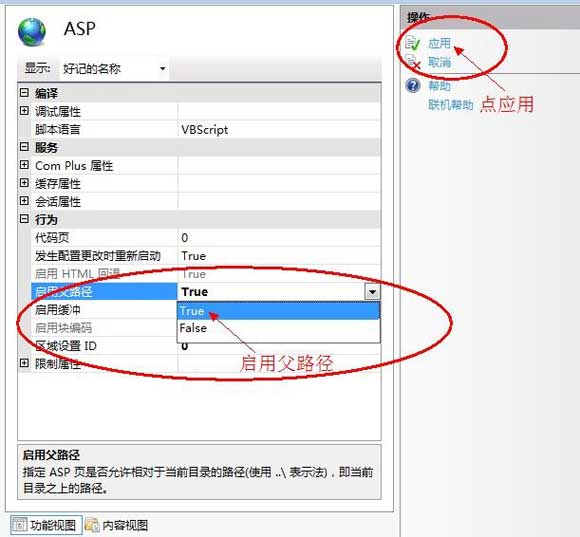 ASP
显示: 好记的名称
编译
调试属性
脚本语言 VBScript
服务
Com Plus 属性
缓存属性
会话属性
行为
代码页 0
发生配置更改时重新启动 True
启用 HTML 回退 True
启用父路径 True
启用缓冲 True
启用块编码 False
区域设置 ID 0
限制属性
启用父路径
启用父路径
指定 ASP 页是否允许相对于当前目录的路径(使用 ..\ 表示法)，即当前
目录之上的路径。
功能视图 内容视图
操作
应用
取消
帮助
联机帮助
点应用